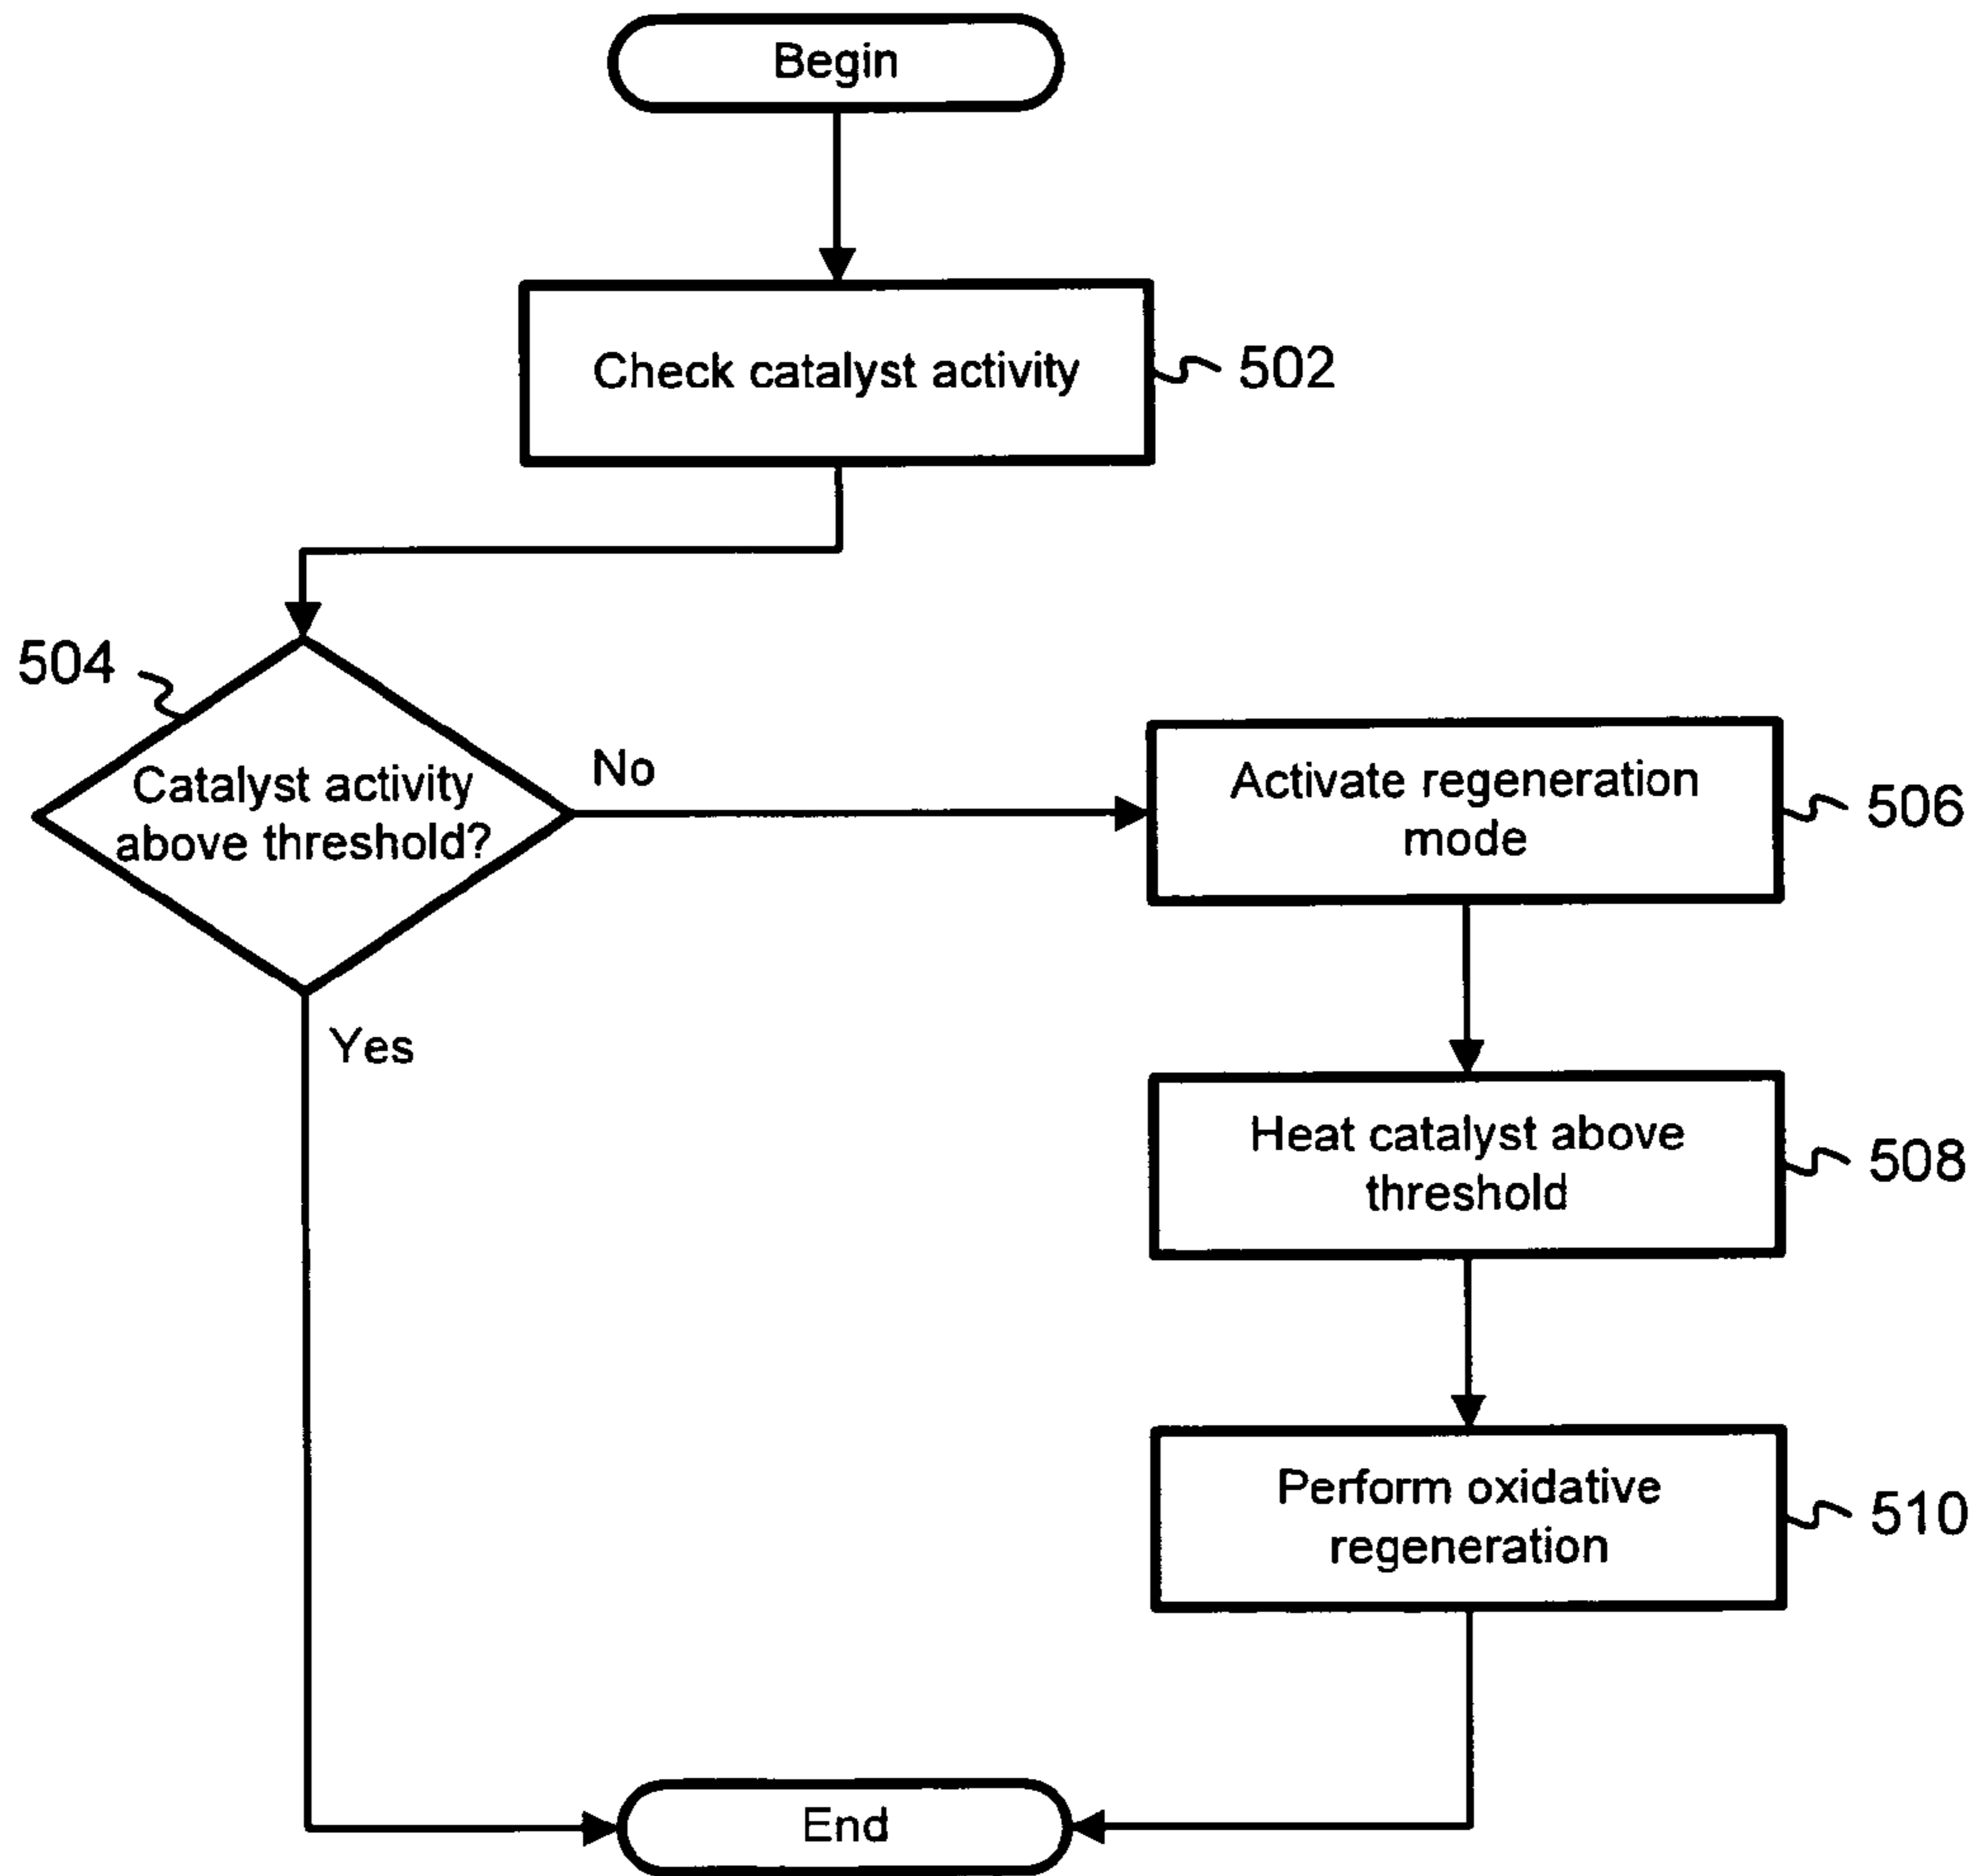 Begin
Check catalyst activity
502
504
Catalyst activity
above threshold?
No
Yes
Activate regeneration
mode
506
Heat catalyst above
threshold
508
Perform oxidative
regeneration
510
End